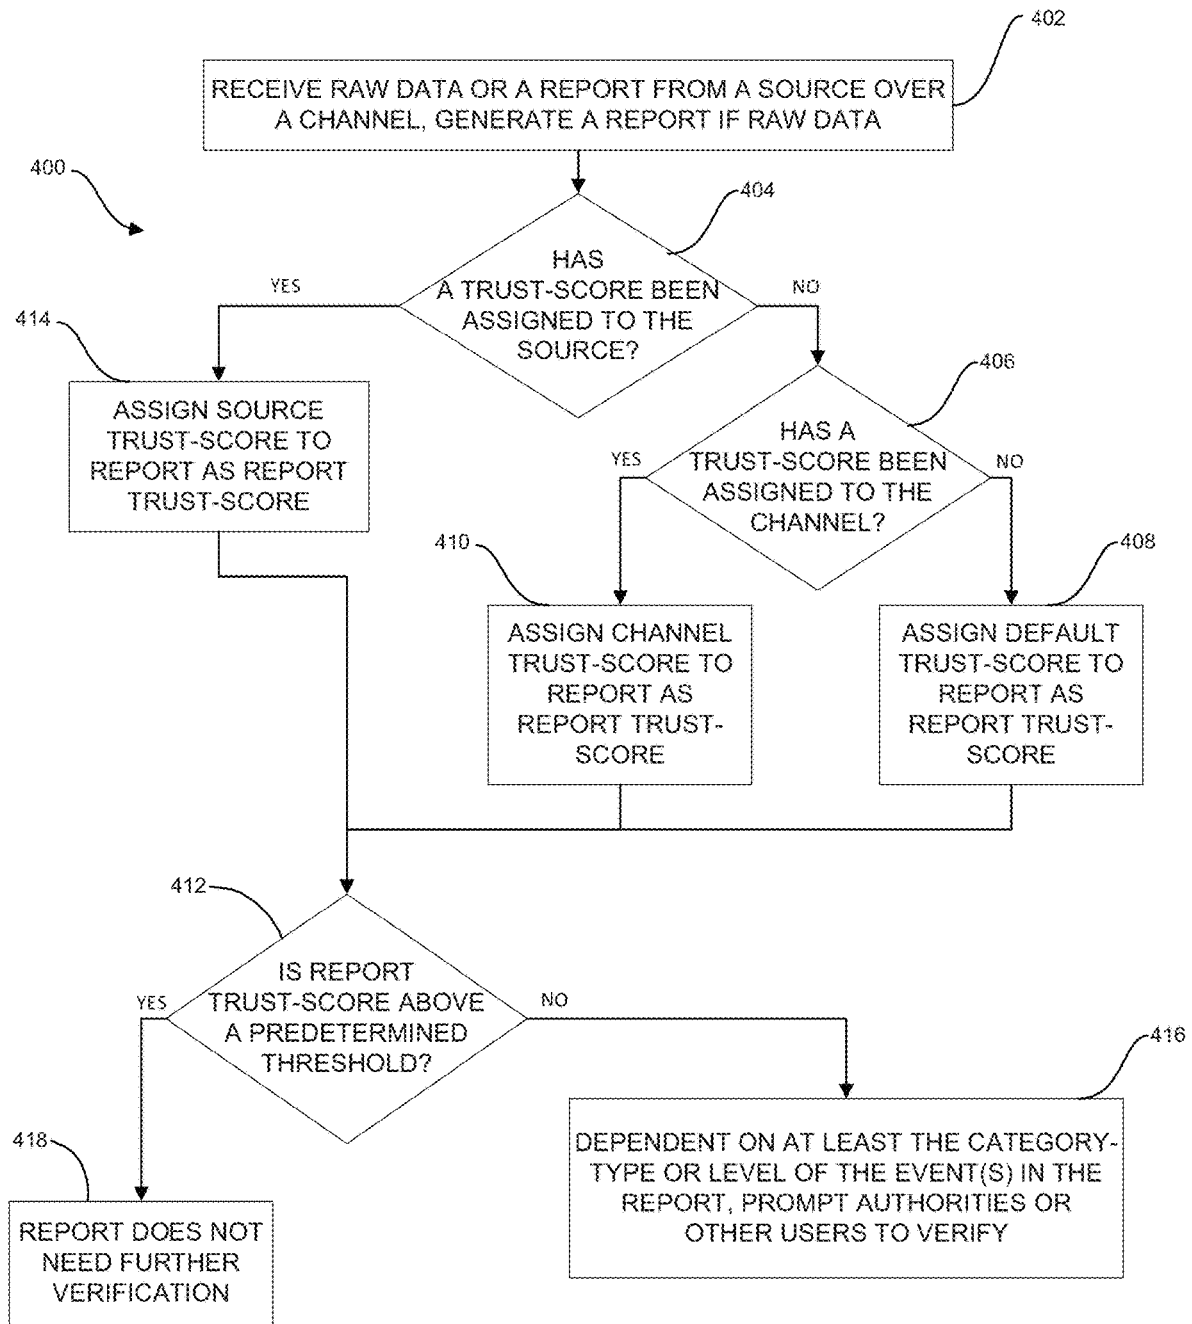 402
RECEIVE RAW DATA OR A REPORT FROM A SOURCE OVER
A CHANNEL, GENERATE A REPORT IF RAW DATA
400
404
HAS
A TRUST-SCORE BEEN
ASSIGNED TO THE
SOURCE?
YES
NO
414
ASSIGN SOURCE
TRUST-SCORE TO
REPORT AS REPORT
TRUST-SCORE
406
HAS A
TRUST-SCORE BEEN
ASSIGNED TO THE
CHANNEL?
YES
NO
410
ASSIGN CHANNEL
TRUST-SCORE TO
REPORT AS
REPORT TRUST-
SCORE
408
ASSIGN DEFAULT
TRUST-SCORE TO
REPORT AS
REPORT TRUST-
SCORE
412
IS REPORT
TRUST-SCORE ABOVE
A PREDETERMINED
THRESHOLD?
YES
NO
416
DEPENDENT ON AT LEAST THE CATEGORY-
TYPE OR LEVEL OF THE EVENT(S) IN THE
REPORT, PROMPT AUTHORITIES OR
OTHER USERS TO VERIFY
418
REPORT DOES NOT
NEED FURTHER
VERIFICATION